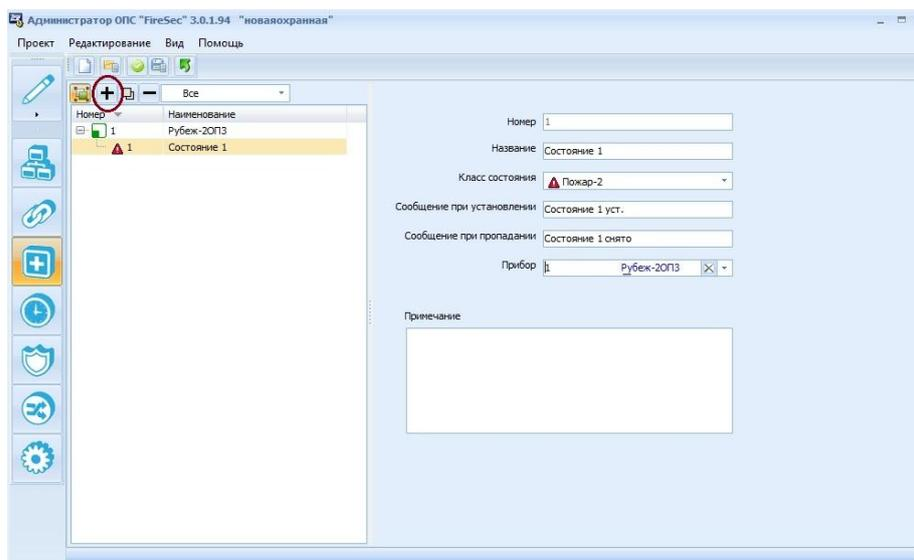 Администратор ОПС "FireSec" 3.0.1.94 "новаяохранная"
Проект Редактирование Вид Помощь
Все
Номер Наименование
1 Рубеж-2ОП3
1 Состояние 1
Номер 1
Название Состояние 1
Класс состояния Пожар-2
Сообщение при установлении Состояние 1 уст.
Сообщение при пропадании Состояние 1 снято
Прибор 1 Рубеж-2ОП3
Примечание